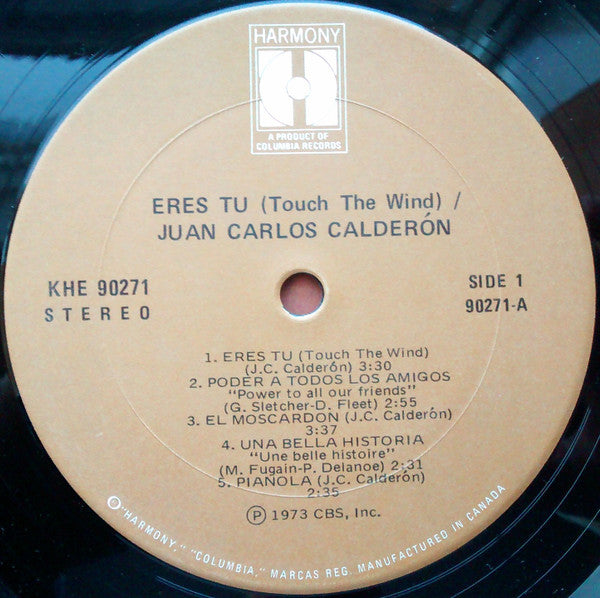 HARMONY
A PRODUCT OF
COLUMBIA RECORDS
ERES TU (Touch The Wind) /
JUAN CARLOS CALDERÓN
KHE 90271
STEREO
SIDE 1
90271-A
1. ERES TU (Touch The Wind)
(J.C. Calderón) 3:30
2. PODER A TODOS LOS AMIGOS
"Power to all our friends"
(G. Sletcher-D. Fleet) 2:55
3. EL MOSCARDON (J.C. Calderón)
3:37
4. UNA BELLA HISTORIA
"Une belle histoire"
(M. Fugain-P. Delanoe) 2:31
5. PIAÑOLA (J.C. Calderón)
2:35
Ⓟ 1973 CBS, Inc.
© "HARMONY," "COLUMBIA," MARCAS REG. MANUFACTURED IN CANADA